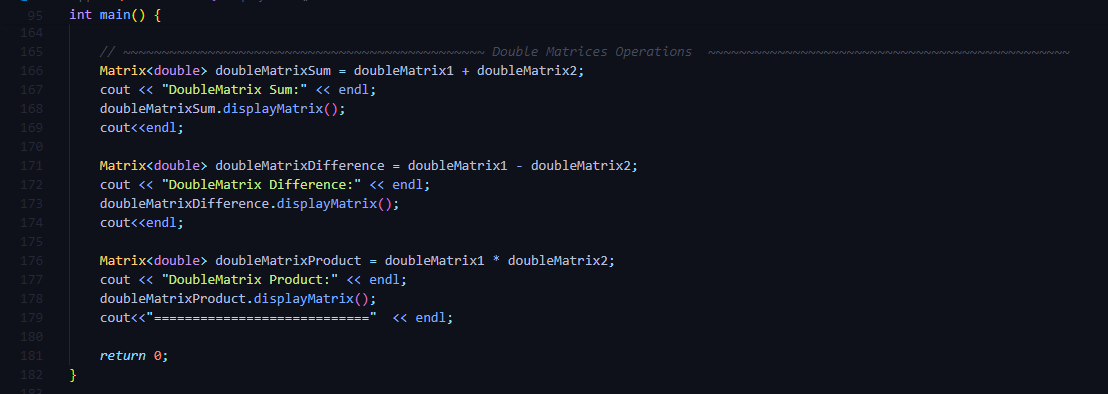 95 int main() {
164
165 // ~~~~~~~~~~~~~~~~~~~~~~~~~~~~~~~~~~~~~~~~~~~~~~~ Double Matrices Operations ~~~~~~~~~~~~~~~~~~~~~~~~~~~~~~~~~~~~~~~~~~~~~~~
166 Matrix<double> doubleMatrixSum = doubleMatrix1 + doubleMatrix2;
167 cout << "DoubleMatrix Sum:" << endl;
168 doubleMatrixSum.displayMatrix();
169 cout<<endl;
170
171 Matrix<double> doubleMatrixDifference = doubleMatrix1 - doubleMatrix2;
172 cout << "DoubleMatrix Difference:" << endl;
173 doubleMatrixDifference.displayMatrix();
174 cout<<endl;
175
176 Matrix<double> doubleMatrixProduct = doubleMatrix1 * doubleMatrix2;
177 cout << "DoubleMatrix Product:" << endl;
178 doubleMatrixProduct.displayMatrix();
179 cout<<"============================" << endl;
180
181 return 0;
182 }